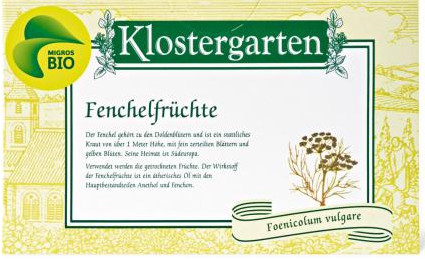 MIGROS
BIO
Klostergarten
Fenchelfrüchte
Der Fenchel gehört zu den Doldenblütern und ist ein stattliches
Kraut von über 1 Meter Höhe, mit fein zerteilten Blättern und
gelben Blüten. Seine Heimat ist Südeuropa.
Verwendet werden die getrockneten Früchte. Der Wirkstoff
der Fenchelfrüchte ist ein ätherisches Öl mit den
Hauptbestandteilen Anethol und Fenchon.
Foenicolum vulgare